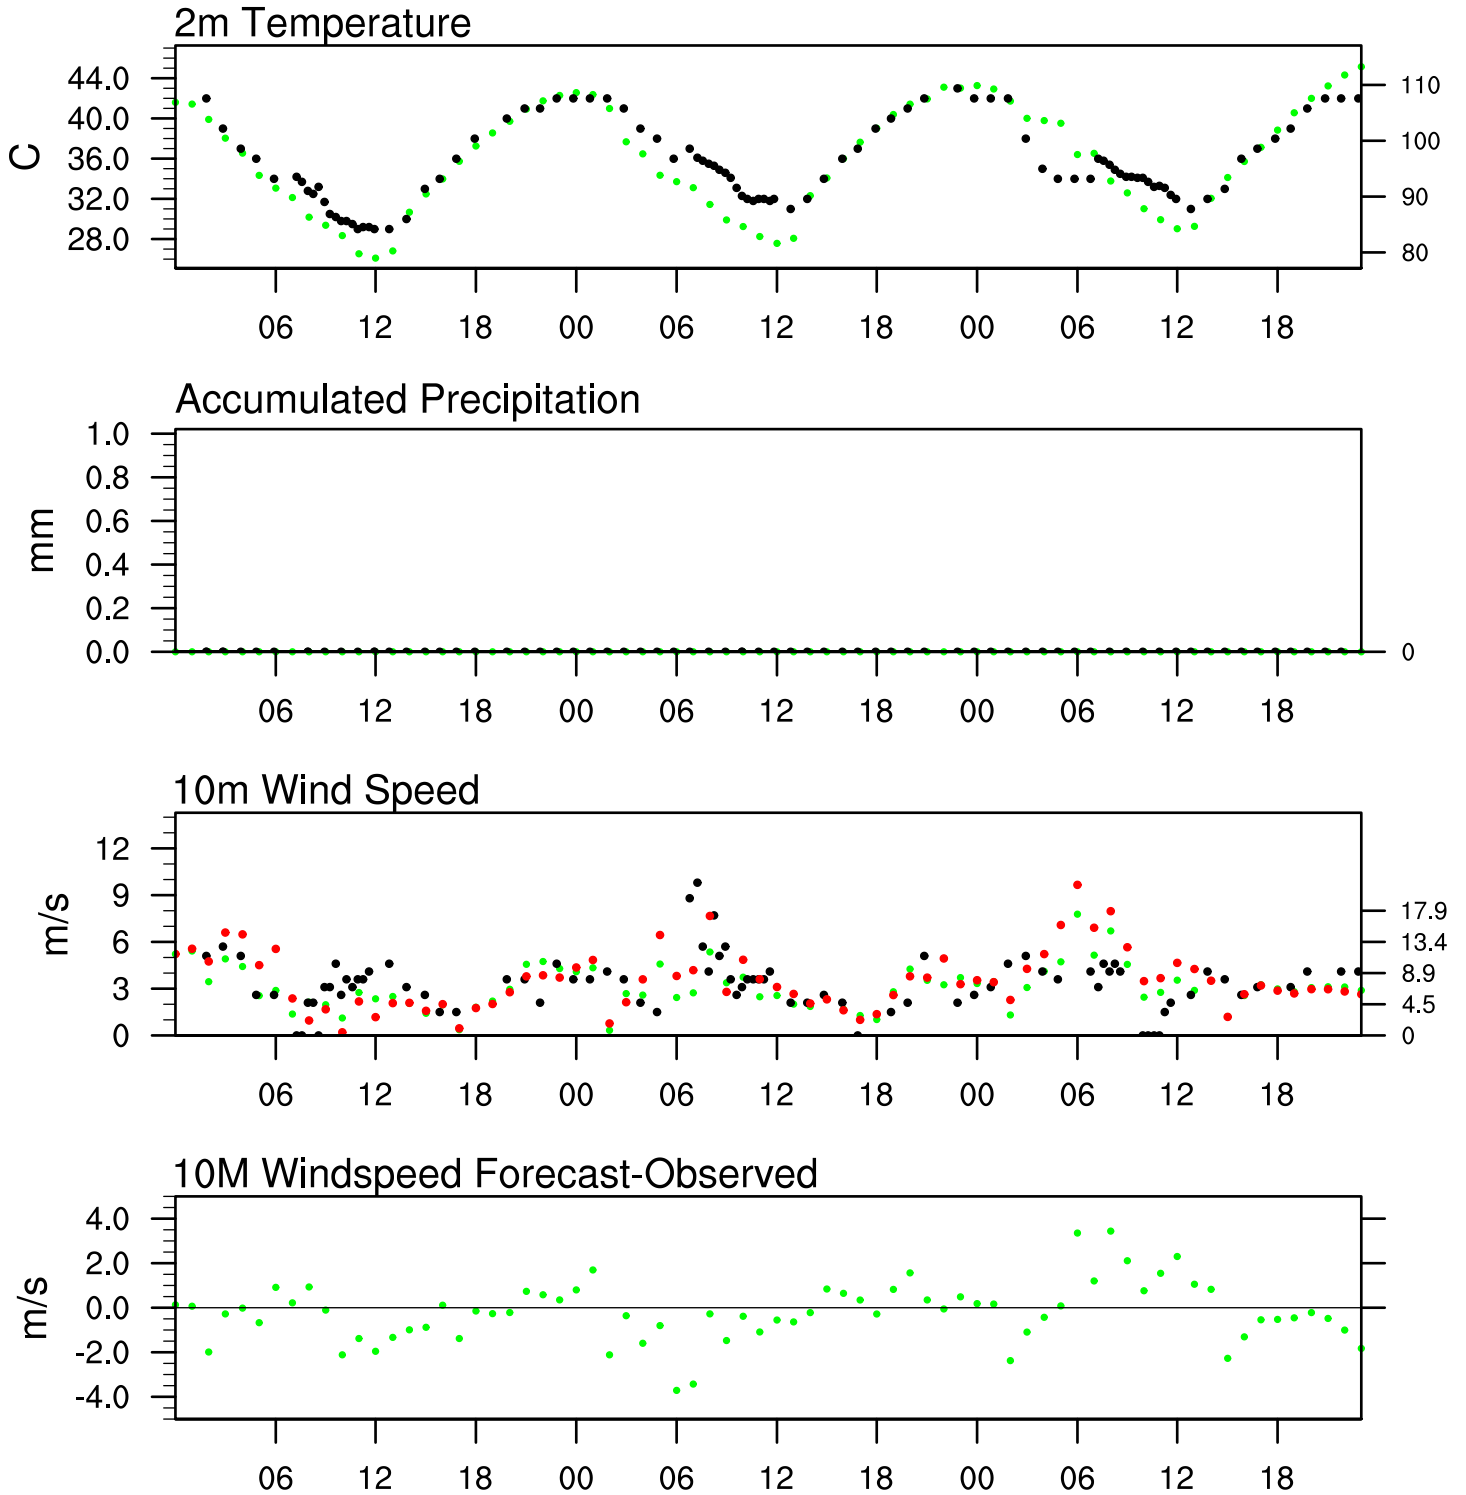 2m Temperature
44.0
40.0
36.0
32.0
28.0
C
110
100
90
80
06 12 18 00 06 12 18 00 06 12 18
Accumulated Precipitation
1.0
0.8
0.6
0.4
0.2
0.0
mm
0
06 12 18 00 06 12 18 00 06 12 18
10m Wind Speed
12
9
6
3
0
m/s
17.9
13.4
8.9
4.5
0
06 12 18 00 06 12 18 00 06 12 18
10M Windspeed Forecast-Observed
4.0
2.0
0.0
-2.0
-4.0
m/s
06 12 18 00 06 12 18 00 06 12 18